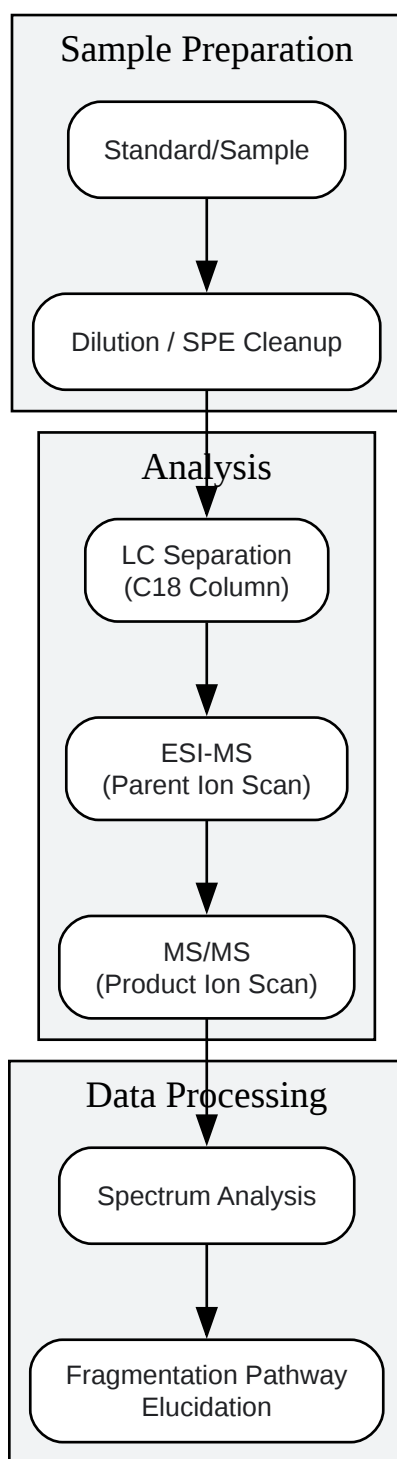 Sample Preparation
Standard/Sample
Dilution / SPE Cleanup
Analysis
LC Separation
(C18 Column)
ESI-MS
(Parent Ion Scan)
MS/MS
(Product Ion Scan)
Data Processing
Spectrum Analysis
Fragmentation Pathway
Elucidation